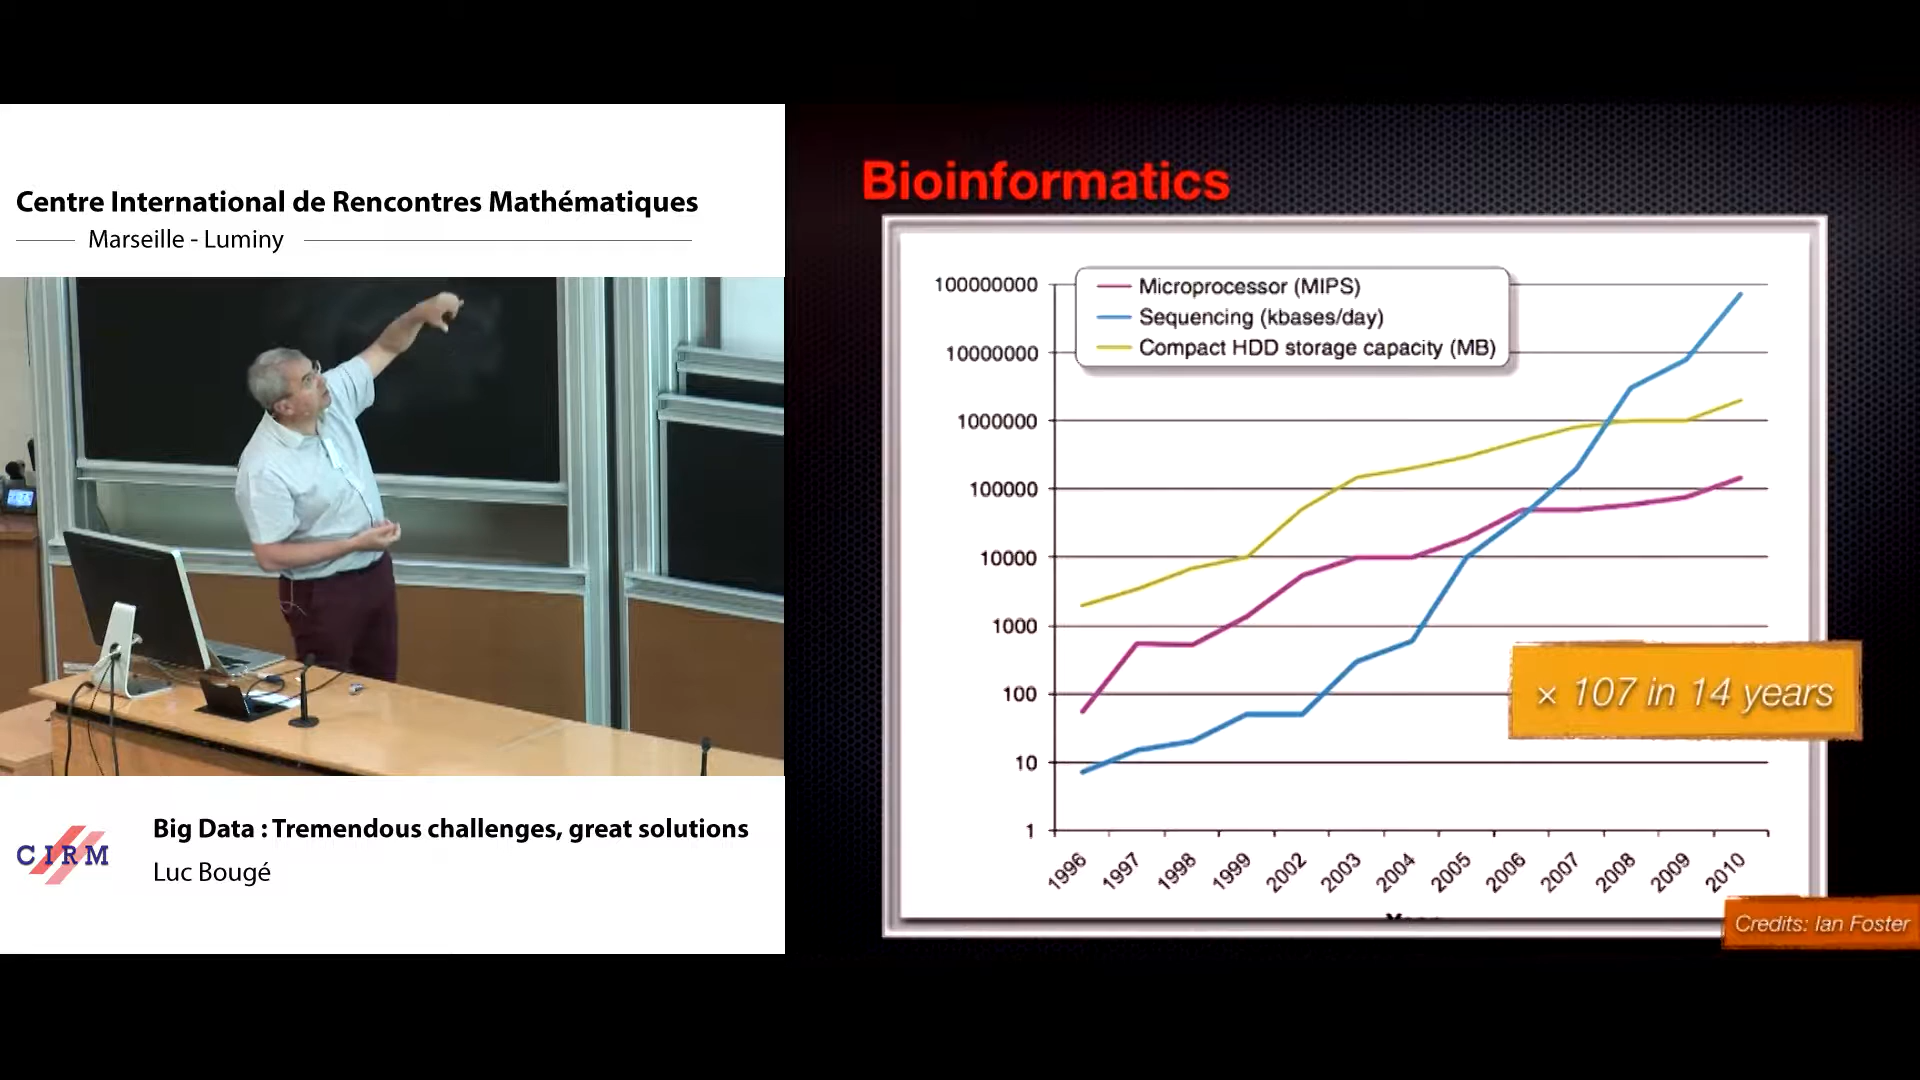 Centre International de Rencontres Mathématiques
Marseille - Luminy
Big Data : Tremendous challenges, great solutions
CIRM
Luc Bougé
Bioinformatics
Microprocessor (MIPS)
Sequencing (kbases/day)
Compact HDD storage capacity (MB)
100000000
10000000
1000000
100000
10000
1000
100
10
1
1996 1997 1998 1999 2002 2003 2004 2005 2006 2007 2008 2009 2010
× 107 in 14 years
Credits: Ian Foster